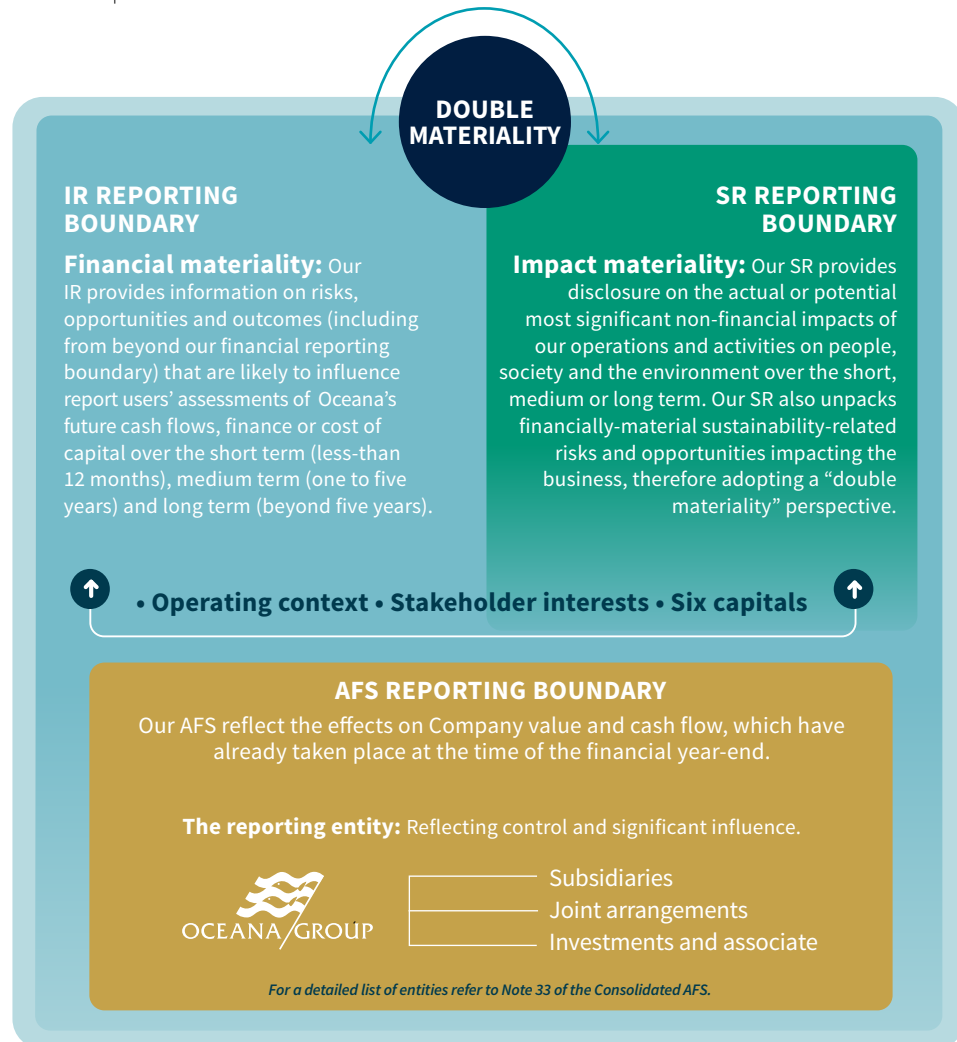 DOUBLE
MATERIALITY
IR REPORTING
BOUNDARY
Financial materiality: Our
IR provides information on risks,
opportunities and outcomes (including
from beyond our financial reporting
boundary) that are likely to influence
report users' assessments of Oceana's
future cash flows, finance or cost of
capital over the short term (less-than
12 months), medium term (one to five
years) and long term (beyond five years).
SR REPORTING
BOUNDARY
Impact materiality: Our SR provides
disclosure on the actual or potential
most significant non-financial impacts of
our operations and activities on people,
society and the environment over the short,
medium or long term. Our SR also unpacks
financially-material sustainability-related
risks and opportunities impacting the
business, therefore adopting a “double
materiality” perspective.
• Operating context • Stakeholder interests • Six capitals
AFS REPORTING BOUNDARY
Our AFS reflect the effects on Company value and cash flow, which have
already taken place at the time of the financial year-end.
The reporting entity: Reflecting control and significant influence.
OCEANA GROUP
Subsidiaries
Joint arrangements
Investments and associate
For a detailed list of entities refer to Note 33 of the Consolidated AFS.